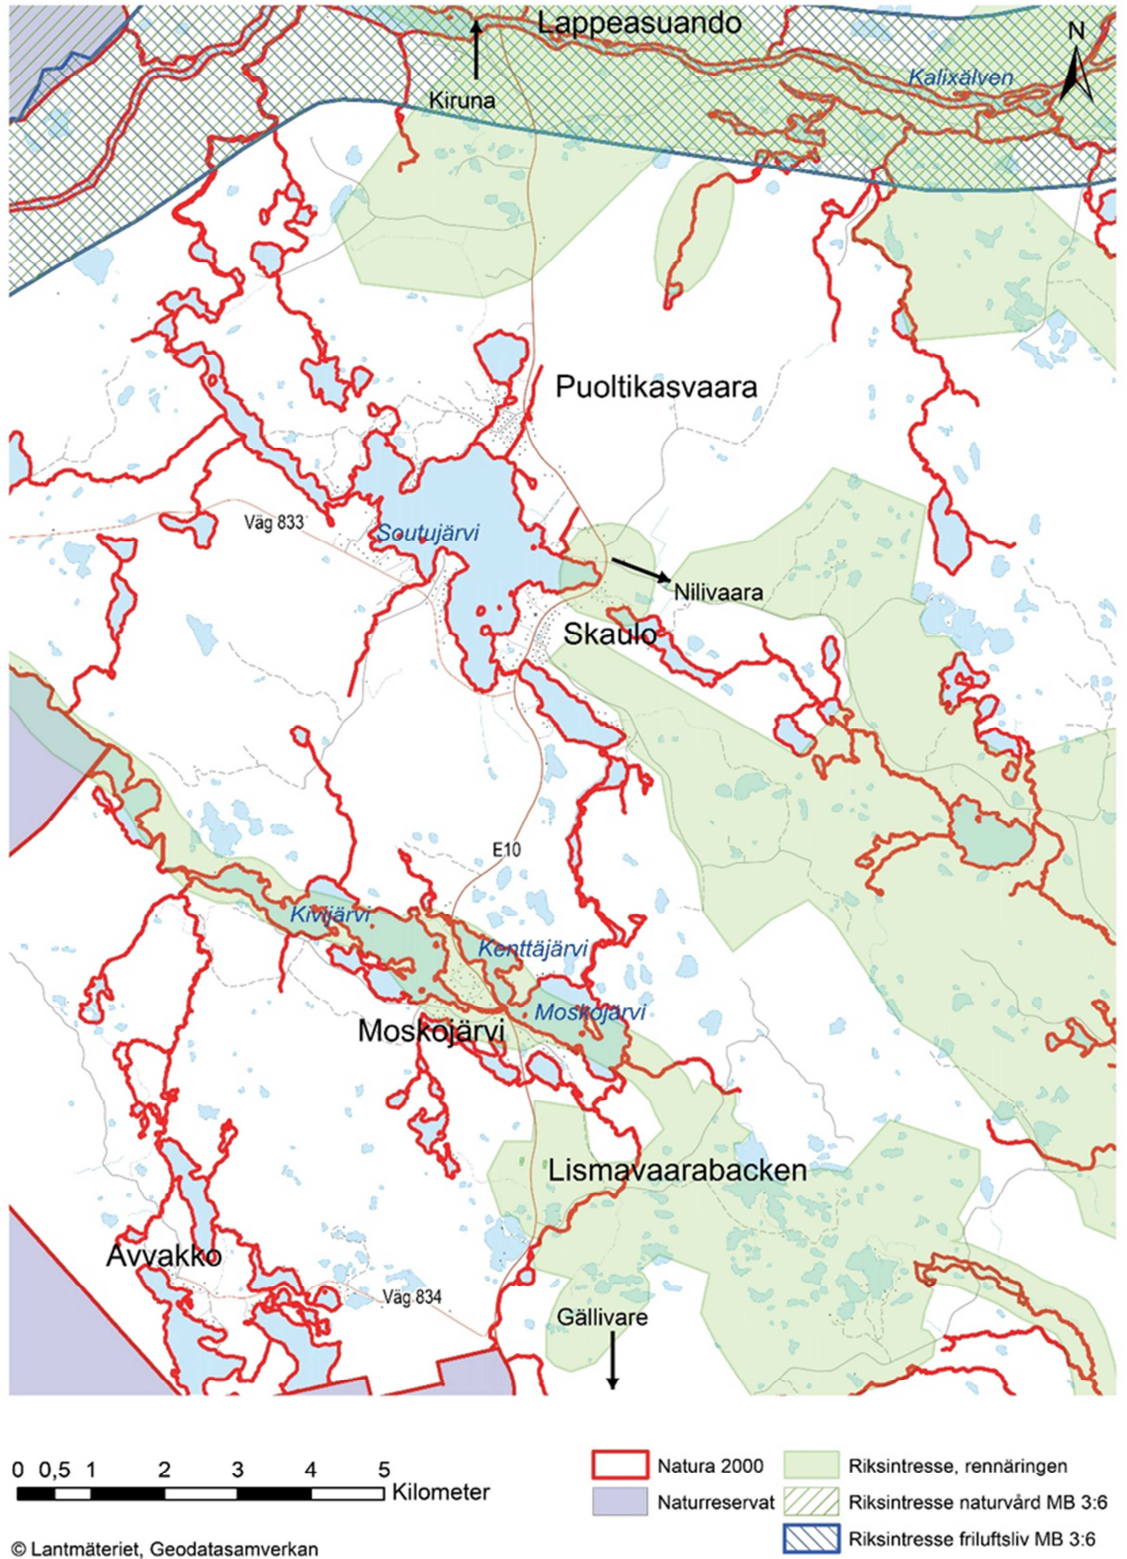 Lappeasuando
N
Kalixälven
Kiruna
Puoltikasvaara
Väg 833
Soutujärvi
Nilivaara
Skaulo
E10
Kivijärvi
Kenttäjärvi
Moskojärvi
Moskojärvi
Lismavaarabacken
Avvakko
Väg 834
Gällivare
0 0,5 1 2 3 4 5
Kilometer
Natura 2000
Naturreservat
Riksintresse, rennäringen
Riksintresse naturvård MB 3:6
Riksintresse friluftsliv MB 3:6
© Lantmäteriet, Geodatasamverkan